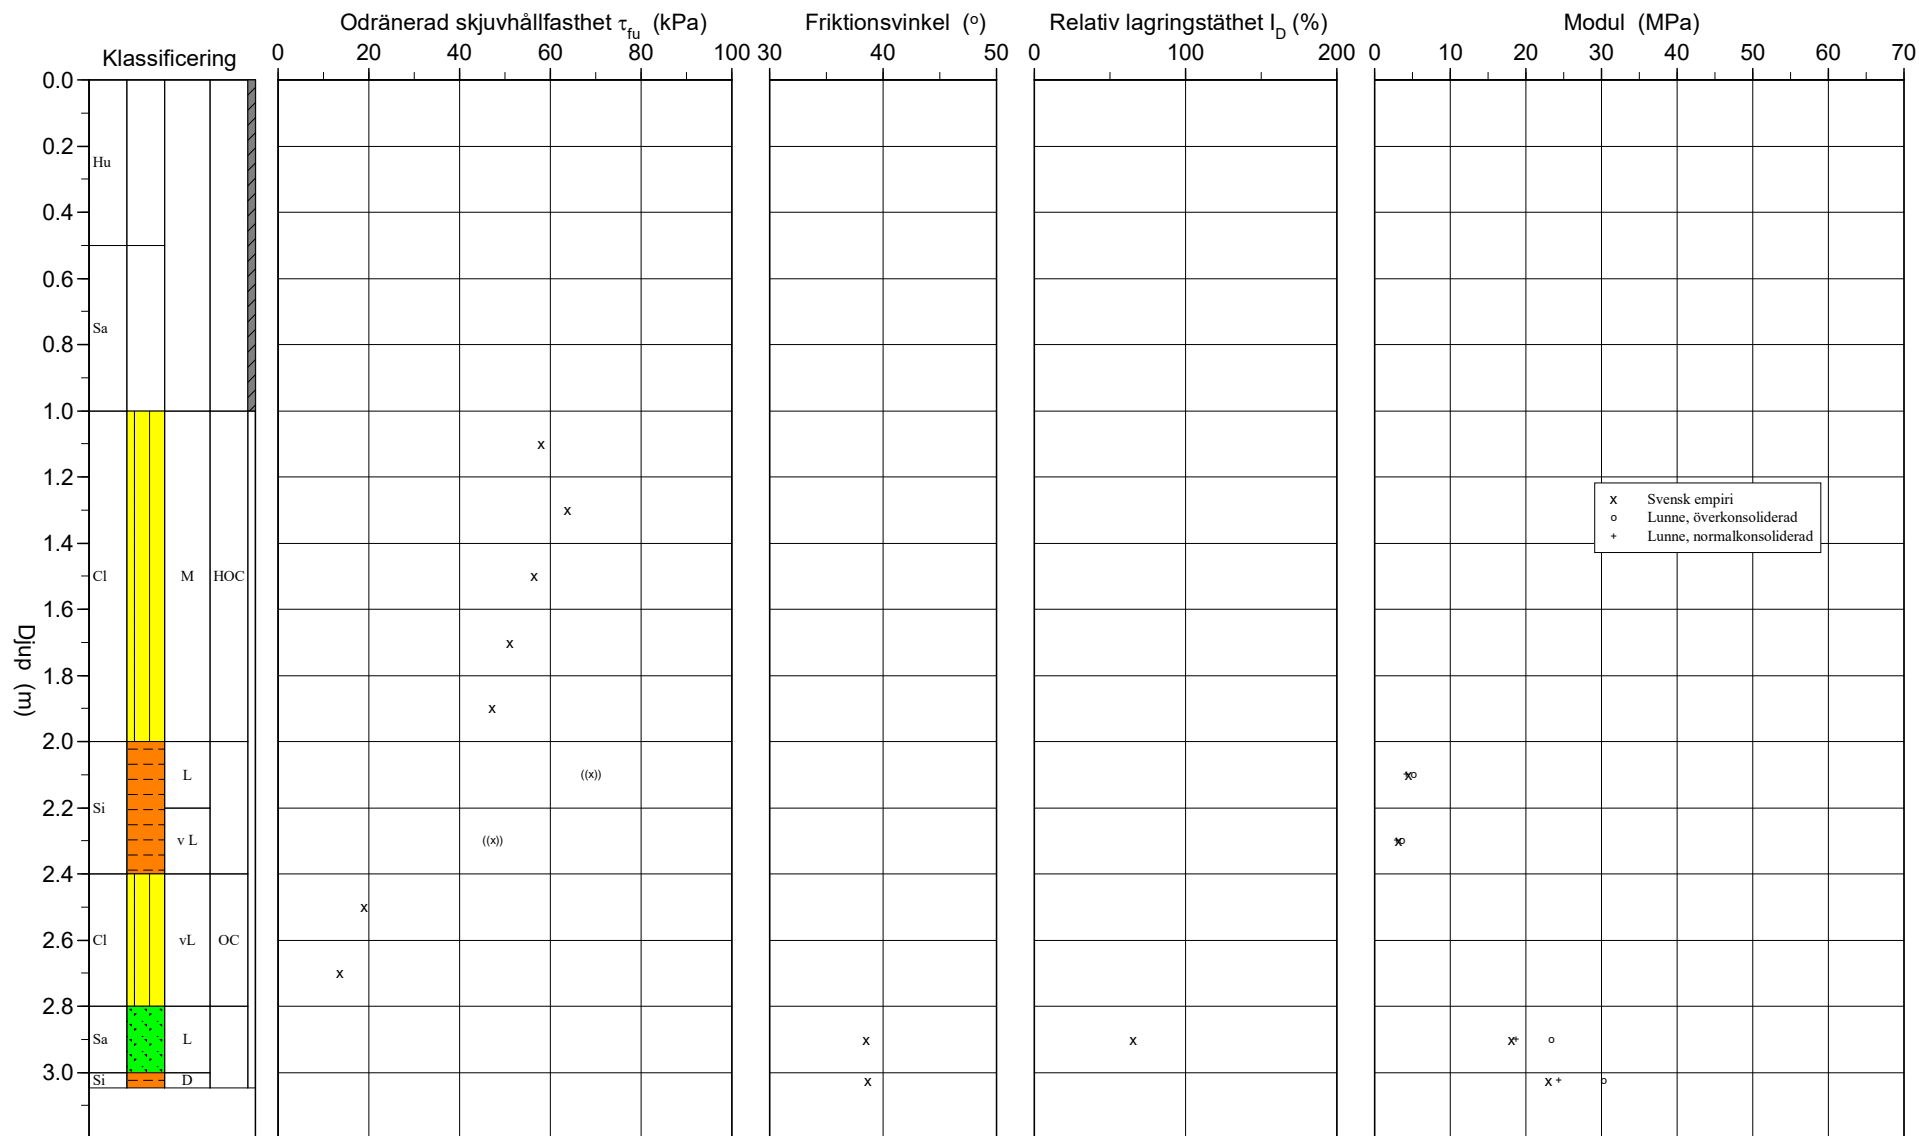 Odränerad skjuvhållfasthet τfu (kPa)
Friktionsvinkel (o)
Relativ lagringstäthet ID (%)
Modul (MPa)
Klassificering
0 20 40 60 80 100
30 40 50
0 100 200
0 10 20 30 40 50 60 70
Djup (m)
0.0
Hu
0.2
0.4
0.6
Sa
0.8
1.0
1.2
x Svensk empiri
o Lunne, överkonsoliderad
+ Lunne, normalkonsoliderad
1.4
Cl M HOC
1.6
1.8
2.0
L
((x))
Si
2.2
v L
((x))
2.4
Cl vL OC
2.6
2.8
Sa L
3.0
Si D